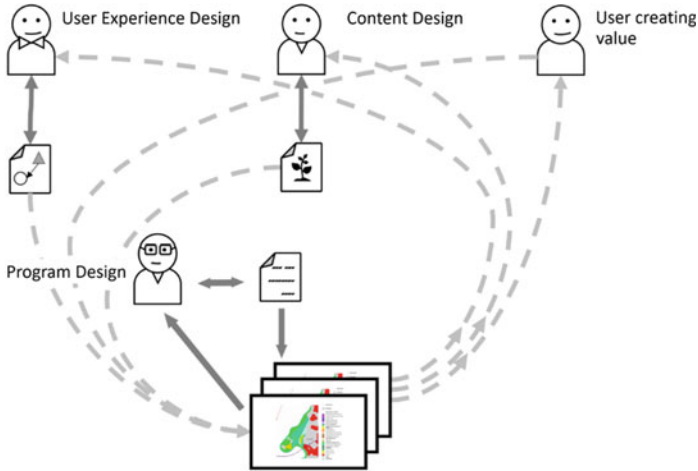 User Experience Design
Content Design
User creating
value
Program Design